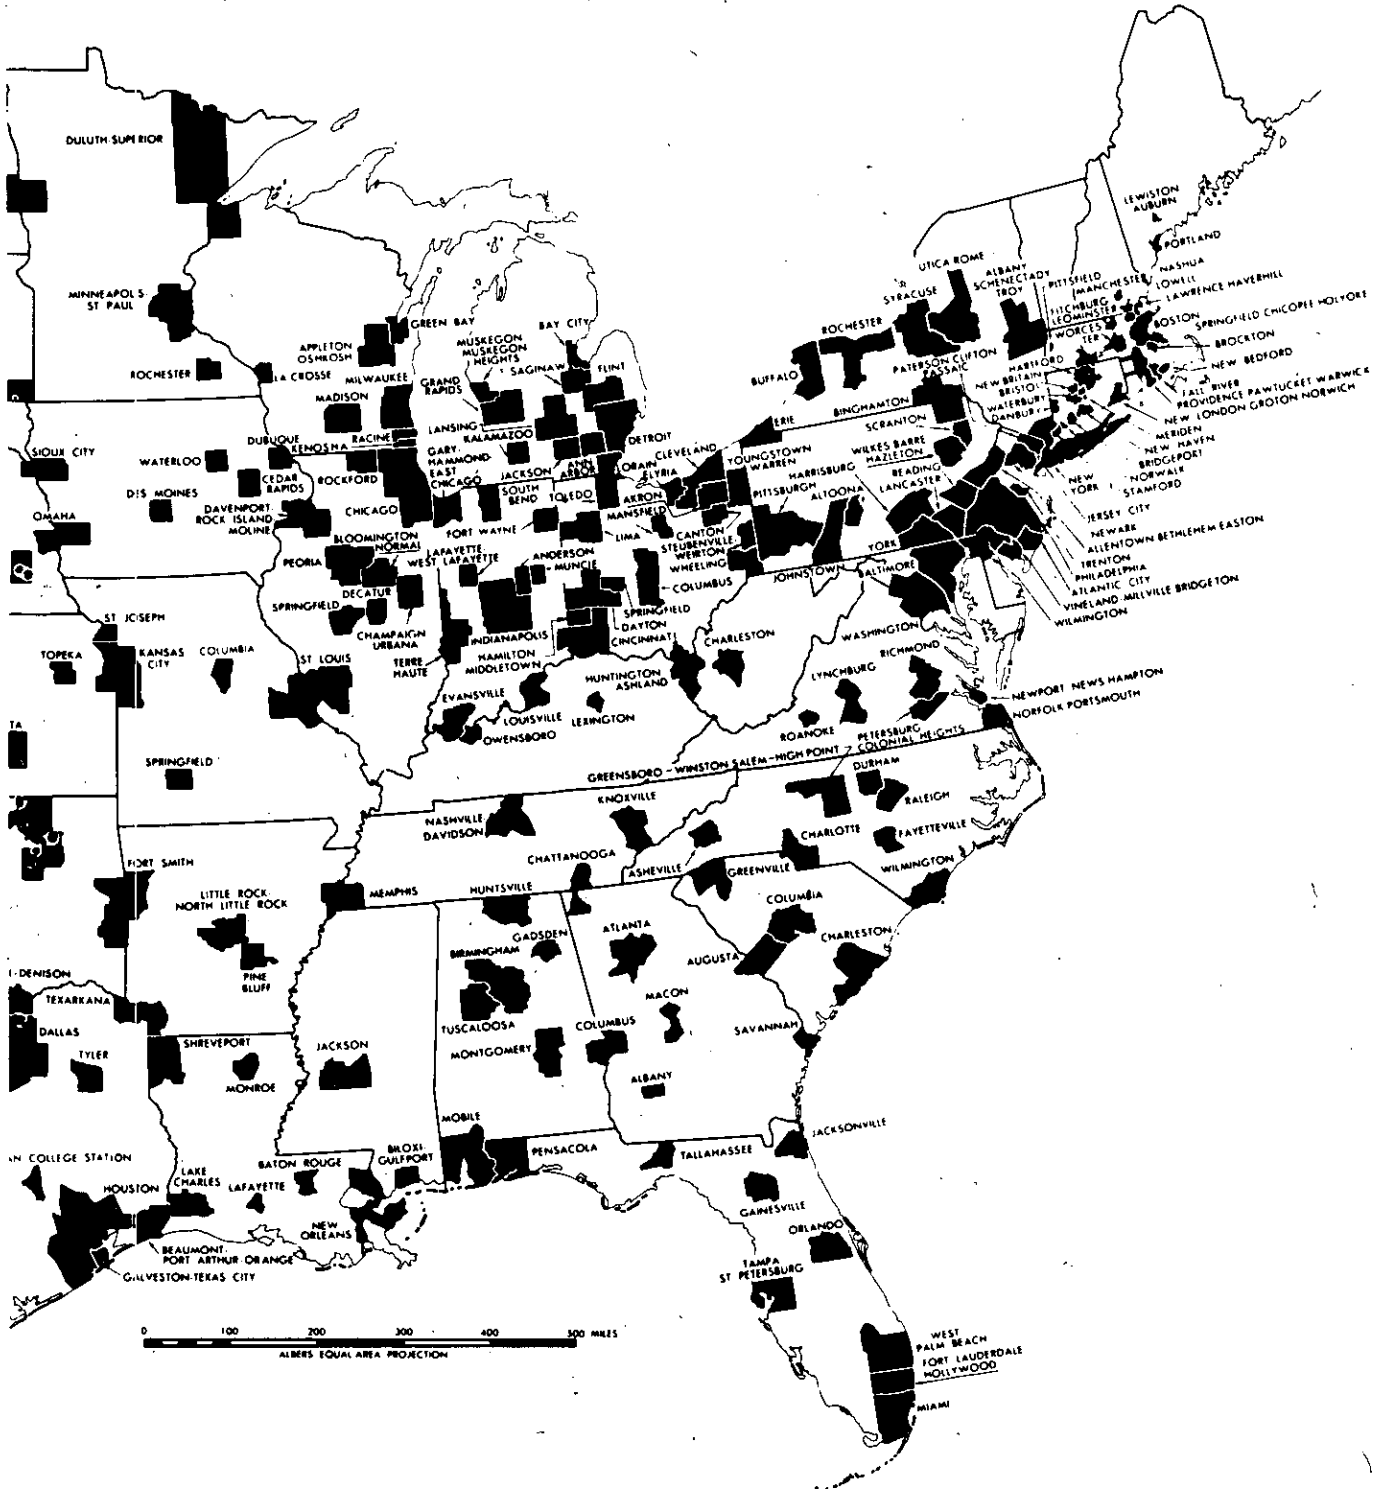 DULUTH-SUPERIOR
MINNEAPOLIS
ST PAUL
ROCHESTER
LA CROSSE
GREEN BAY
APPLETON
OSHKOSH
MILWAUKEE
MADISON
RACINE
KENOSHA
DUBUQUE
WATERLOO
CEDAR
RAPIDS
SIOUX CITY
DES MOINES
OMAHA
DAVENPORT
ROCK ISLAND
MOLINE
ROCKFORD
CHICAGO
GARY
HAMMOND
EAST
CHICAGO
MUSKEGON
MUSKEGON
HEIGHTS
GRAND
RAPIDS
BAY CITY
SAGINAW
FLINT
LANSING
KALAMAZOO
JACKSON
ANN
ARBOR
DETROIT
SOUTH
BEND
TOLEDO
FORT WAYNE
LIMA
CLEVELAND
LORAIN
ELYRIA
AKRON
MANSFIELD
CANTON
STEUBENVILLE
WEIRTON
WHEELING
YOUNGSTOWN
WARREN
ERIE
PITTSBURGH
ALTOONA
JOHNSTOWN
COLUMBUS
BLOOMINGTON
NORMAL
LAFAYETTE
WEST LAFAYETTE
PEORIA
DECATUR
SPRINGFIELD
CHAMPAIGN
URBANA
ANDERSON
MUNCIE
INDIANAPOLIS
TERRE
HAUTE
HAMILTON
MIDDLETOWN
SPRINGFIELD
DAYTON
CINCINNATI
ST JOSEPH
TOPEKA
KANSAS
CITY
COLUMBIA
ST LOUIS
SPRINGFIELD
EVANSVILLE
LOUISVILLE
OWENSBORO
LEXINGTON
HUNTINGTON
ASHLAND
CHARLESTON
BUFFALO
ROCHESTER
SYRACUSE
UTICA ROME
ALBANY
SCHENECTADY
TROY
BINGHAMTON
SCRANTON
WILKES BARRE
HAZLETON
READING
LANCASTER
HARRISBURG
YORK
BALTIMORE
WASHINGTON
PATERSON CLIFTON
PASSAIC
LEWISTON
AUBURN
PORTLAND
PITTSFIELD
MANCHESTER
NASHUA
LOWELL
LAWRENCE HAVERHILL
FITCHBURG
LEOMINSTER
WORCES
TER
BOSTON
SPRINGFIELD CHICOPEE HOLYOKE
BROCKTON
NEW BEDFORD
FALL
RIVER
PROVIDENCE PAWTUCKET WARWICK
NEW LONDON GROTON NORWICH
HARTFORD
NEW BRITAIN
BRISTOL
WATERBURY
DANBURY
MERIDEN
NEW HAVEN
BRIDGEPORT
NORWALK
STAMFORD
NEW
YORK
JERSEY CITY
NEWARK
ALLENTOWN BETHLEHEM EASTON
TRENTON
PHILADELPHIA
ATLANTIC CITY
VINELAND-MILLVILLE BRIDGETON
WILMINGTON
RICHMOND
LYNCHBURG
ROANOKE
PETERSBURG
COLONIAL HEIGHTS
NEWPORT NEWS HAMPTON
NORFOLK PORTSMOUTH
GREENSBORO - WINSTON SALEM - HIGH POINT
DURHAM
RALEIGH
FAYETTEVILLE
CHARLOTTE
WILMINGTON
ASHEVILLE
GREENVILLE
COLUMBIA
CHARLESTON
NASHVILLE
DAVIDSON
KNOXVILLE
CHATTANOOGA
MEMPHIS
HUNTSVILLE
GADSDEN
BIRMINGHAM
TUSCALOOSA
MONTGOMERY
MOBILE
ATLANTA
AUGUSTA
MACON
COLUMBUS
SAVANNAH
ALBANY
TA
FORT SMITH
LITTLE ROCK
NORTH LITTLE ROCK
PINE
BLUFF
-DENISON
TEXARKANA
DALLAS
TYLER
SHREVEPORT
MONROE
JACKSON
AN COLLEGE STATION
HOUSTON
LAKE
CHARLES
LAFAYETTE
BATON ROUGE
BILOXI-
GULFPORT
NEW
ORLEANS
BEAUMONT-
PORT ARTHUR-ORANGE
GALVESTON-TEXAS CITY
PENSACOLA
TALLAHASSEE
JACKSONVILLE
GAINESVILLE
ORLANDO
TAMPA
ST PETERSBURG
WEST
PALM BEACH
FORT LAUDERDALE
HOLLYWOOD
MIAMI
0 100 200 300 400 500 MILES
ALBERS EQUAL AREA PROJECTION